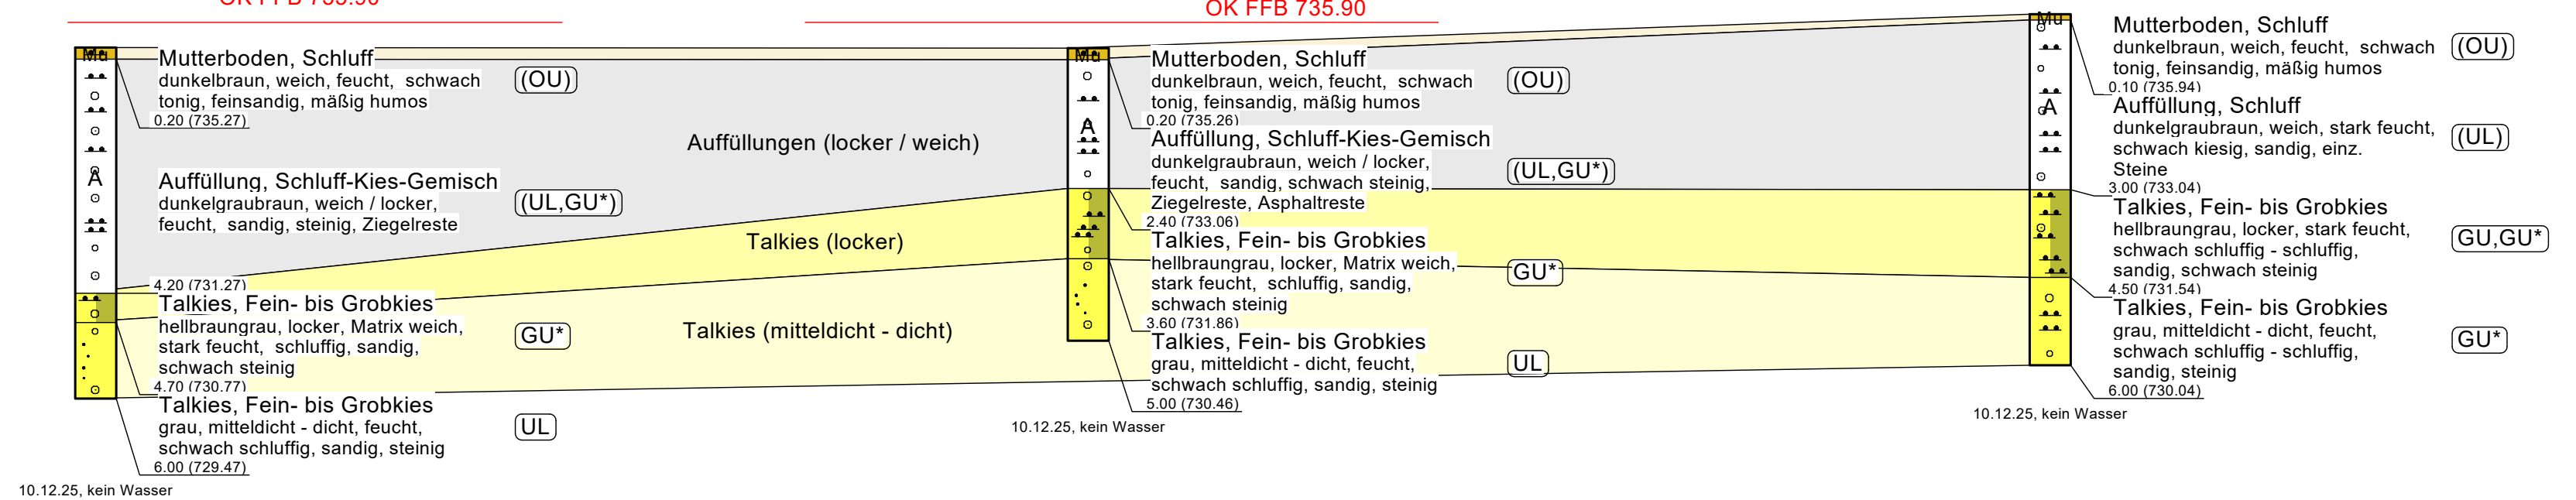 OK FFB 735.90
OK FFB 735.90
Mu
Mutterboden, Schluff
dunkelbraun, weich, feucht, schwach
tonig, feinsandig, mäßig humos
(OU)
0.20 (735.27)
A
Auffüllung, Schluff-Kies-Gemisch
dunkelgraubraun, weich / locker,
feucht, sandig, steinig, Ziegelreste
(UL,GU*)
4.20 (731.27)
Talkies, Fein- bis Grobkies
hellbraungrau, locker, Matrix weich,
stark feucht, schluffig, sandig,
schwach steinig
GU*
4.70 (730.77)
Talkies, Fein- bis Grobkies
grau, mitteldicht - dicht, feucht,
schwach schluffig, sandig, steinig
UL
6.00 (729.47)
10.12.25, kein Wasser
Auffüllungen (locker / weich)
Talkies (locker)
Talkies (mitteldicht - dicht)
Mu
Mutterboden, Schluff
dunkelbraun, weich, feucht, schwach
tonig, feinsandig, mäßig humos
(OU)
0.20 (735.26)
A
Auffüllung, Schluff-Kies-Gemisch
dunkelgraubraun, weich / locker,
feucht, sandig, schwach steinig,
Ziegelreste, Asphaltreste
(UL,GU*)
2.40 (733.06)
Talkies, Fein- bis Grobkies
hellbraungrau, locker, Matrix weich,
stark feucht, schluffig, sandig,
schwach steinig
GU*
3.60 (731.86)
Talkies, Fein- bis Grobkies
grau, mitteldicht - dicht, feucht,
schwach schluffig, sandig, steinig
UL
5.00 (730.46)
10.12.25, kein Wasser
Mu
Mutterboden, Schluff
dunkelbraun, weich, feucht, schwach
tonig, feinsandig, mäßig humos
(OU)
0.10 (735.94)
A
Auffüllung, Schluff
dunkelgraubraun, weich, stark feucht,
schwach kiesig, sandig, einz.
Steine
(UL)
3.00 (733.04)
Talkies, Fein- bis Grobkies
hellbraungrau, locker, stark feucht,
schwach schluffig - schluffig,
sandig, schwach steinig
GU,GU*
4.50 (731.54)
Talkies, Fein- bis Grobkies
grau, mitteldicht - dicht, feucht,
schwach schluffig - schluffig,
sandig, steinig
GU*
6.00 (730.04)
10.12.25, kein Wasser